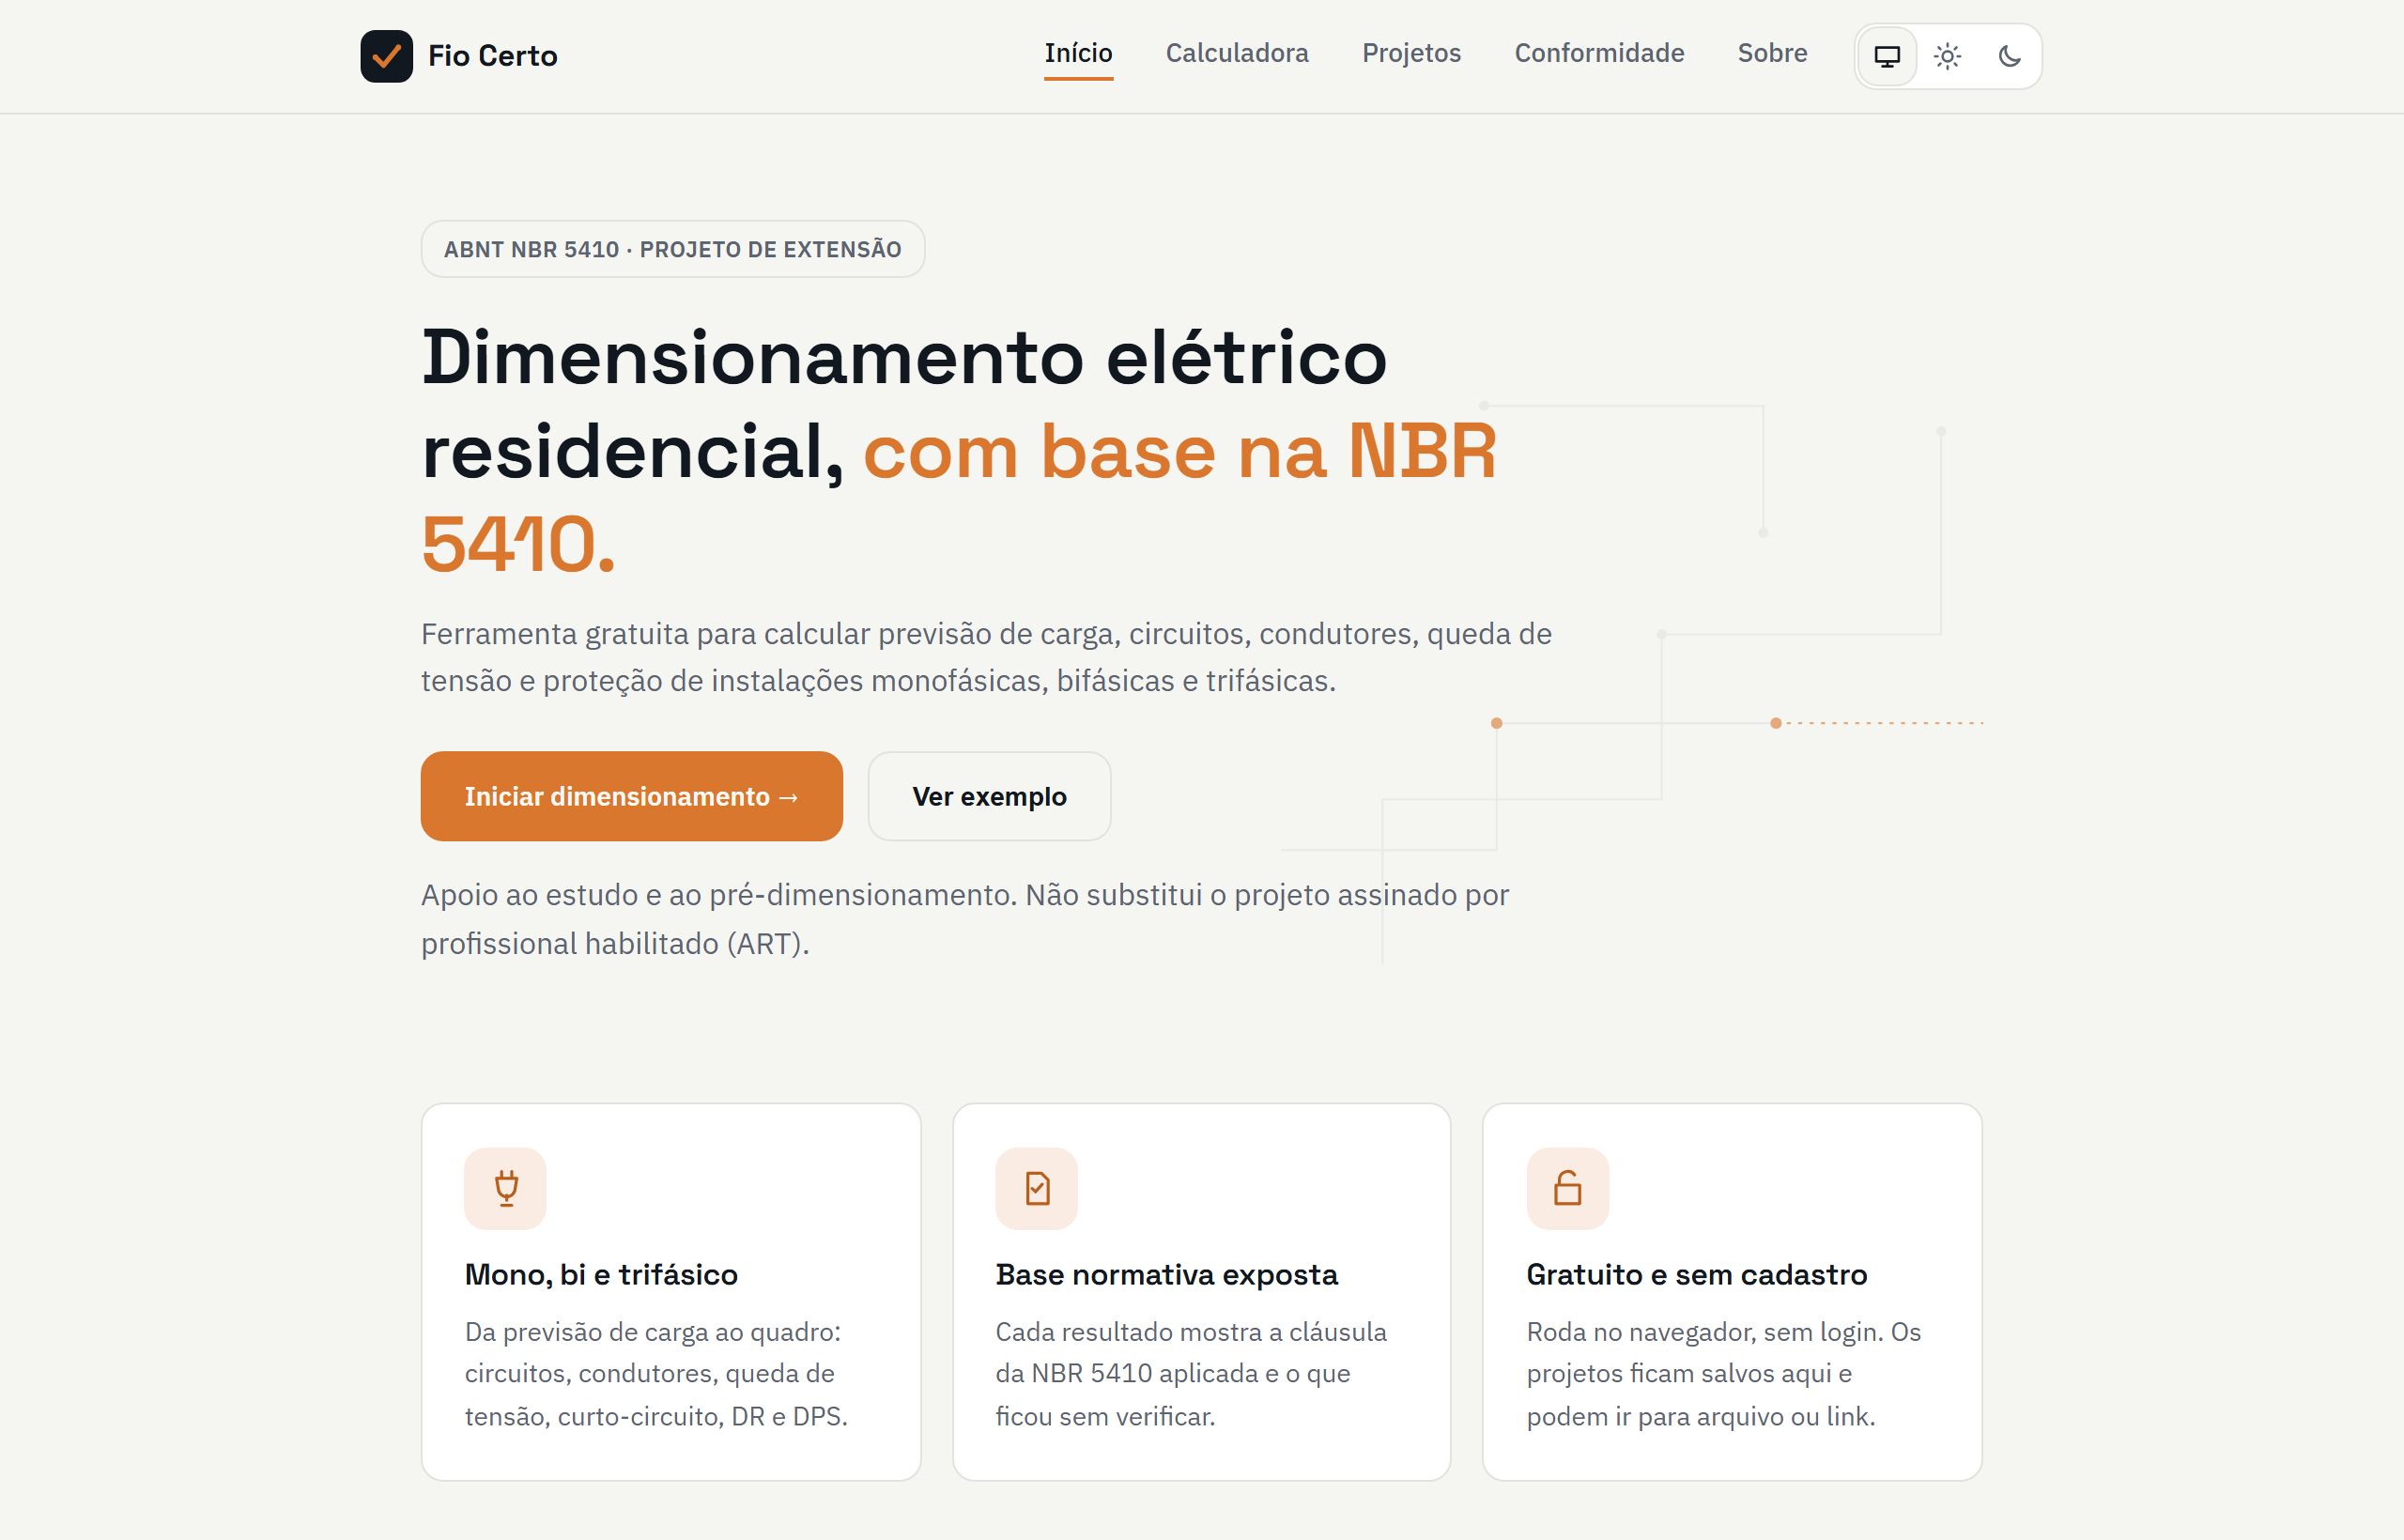 Fio Certo
Início
Calculadora
Projetos
Conformidade
Sobre
ABNT NBR 5410 · PROJETO DE EXTENSÃO
Dimensionamento elétrico
residencial, com base na NBR
5410.
Ferramenta gratuita para calcular previsão de carga, circuitos, condutores, queda de
tensão e proteção de instalações monofásicas, bifásicas e trifásicas.
Iniciar dimensionamento →
Ver exemplo
Apoio ao estudo e ao pré-dimensionamento. Não substitui o projeto assinado por
profissional habilitado (ART).
Mono, bi e trifásico
Da previsão de carga ao quadro:
circuitos, condutores, queda de
tensão, curto-circuito, DR e DPS.
Base normativa exposta
Cada resultado mostra a cláusula
da NBR 5410 aplicada e o que
ficou sem verificar.
Gratuito e sem cadastro
Roda no navegador, sem login. Os
projetos ficam salvos aqui e
podem ir para arquivo ou link.